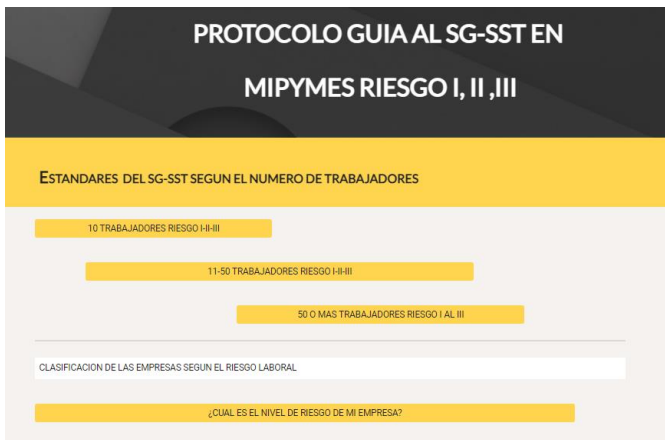 PROTOCOLO GUIA AL SG-SST EN
MIPYMES RIESGO I, II ,III
ESTANDARES DEL SG-SST SEGUN EL NUMERO DE TRABAJADORES
10 TRABAJADORES RIESGO I-II-III
11-50 TRABAJADORES RIESGO I-II-III
50 O MAS TRABAJADORES RIESGO I AL III
CLASIFICACION DE LAS EMPRESAS SEGUN EL RIESGO LABORAL
¿CUAL ES EL NIVEL DE RIESGO DE MI EMPRESA?